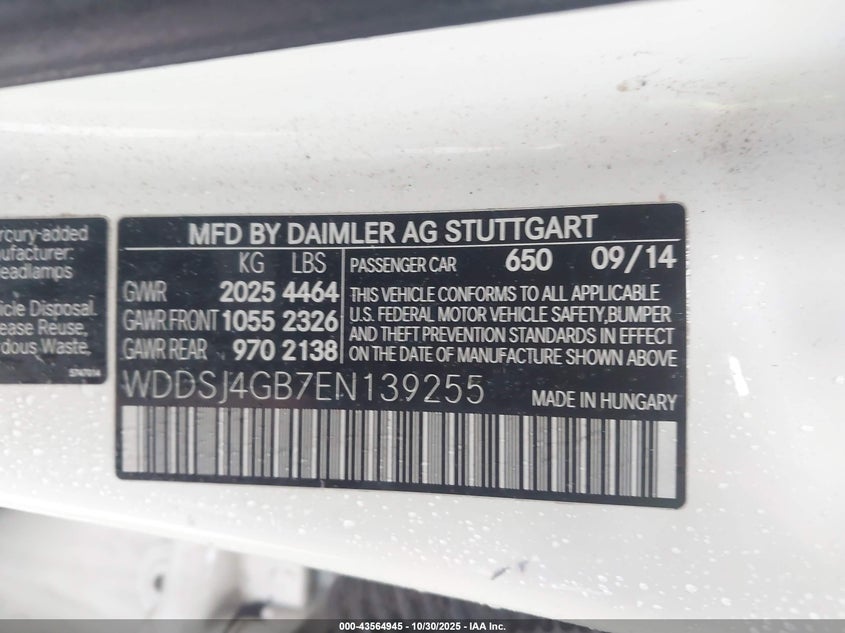 rcury-added
nufacturer:
eadlamps
icle Disposal.
ease Reuse,
dous Waste,
MFD BY DAIMLER AG STUTTGART
KG LBS
GVWR 2025 4464
GAWR FRONT 1055 2326
GAWR REAR 970 2138
PASSENGER CAR 650 09/14
THIS VEHICLE CONFORMS TO ALL APPLICABLE
U.S. FEDERAL MOTOR VEHICLE SAFETY,BUMPER
AND THEFT PREVENTION STANDARDS IN EFFECT
ON THE DATE OF MANUFACTURE SHOWN ABOVE
WDDSJ4GB7EN139255
MADE IN HUNGARY
000-43564945 - 10/30/2025 - IAA Inc.